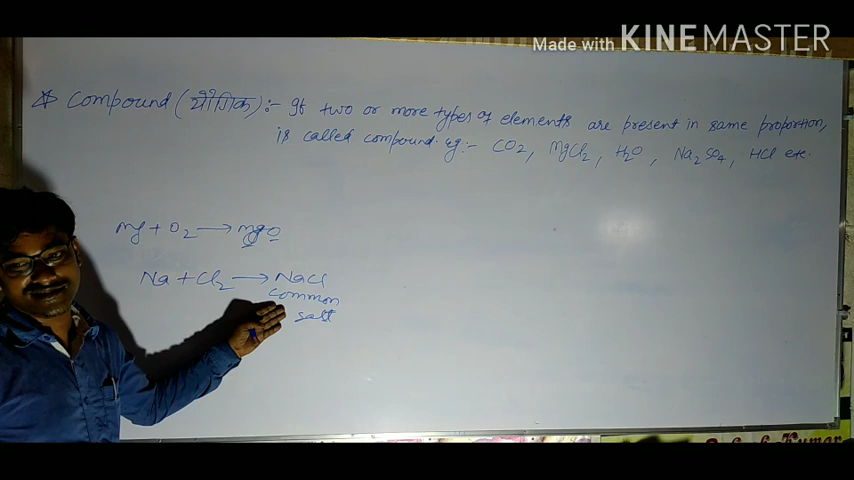 Made with KINEMASTER
* Compound (यौगिक) :- If two or more types of elements are present in same proportion,
is called compound. eg:- CO2, MgCl2, H2O, Na2SO4, HCl etc.
Mg + O2 → MgO
Na + Cl2 → NaCl
common
salt
Kumar